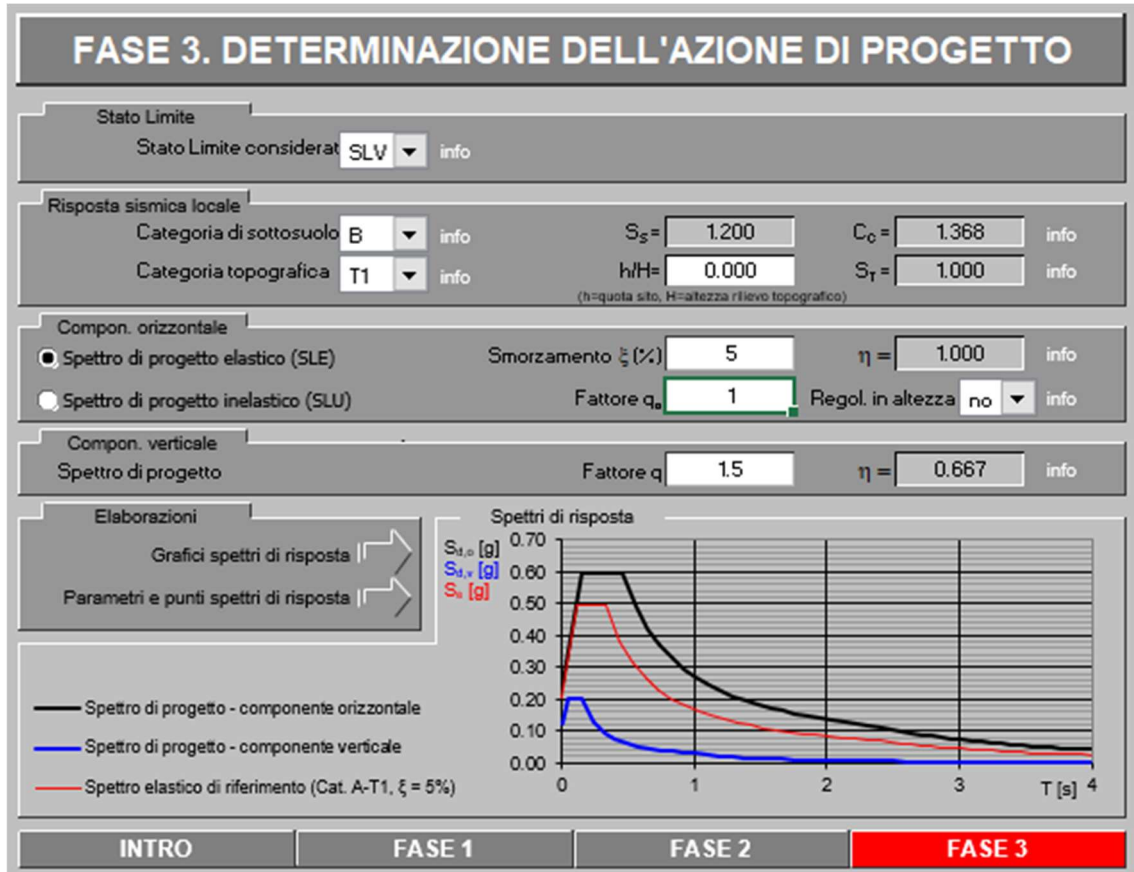 FASE 3. DETERMINAZIONE DELL'AZIONE DI PROGETTO
Stato Limite
Stato Limite considerat SLV info
Risposta sismica locale
Categoria di sottosuolo B info Sₛ = 1.200 C_C = 1.368 info
Categoria topografica T1 info h/H= 0.000 S_T = 1.000 info
(h=quota sito, H=altezza rilievo topografico)
Compon. orizzontale
Spettro di progetto elastico (SLE) Smorzamento ξ (%) 5 η = 1.000 info
Spettro di progetto inelastico (SLU) Fattore qₒ 1 Regol. in altezza no info
Compon. verticale
Spettro di progetto Fattore q 1.5 η = 0.667 info
Elaborazioni
Grafici spettri di risposta
Parametri e punti spettri di risposta
Spettri di risposta
S_d,o [g]
S_d,v [g]
S_e [g]
0.70
0.60
0.50
0.40
0.30
0.20
0.10
0.00
0 1 2 3 T [s] 4
Spettro di progetto - componente orizzontale
Spettro di progetto - componente verticale
Spettro elastico di riferimento (Cat. A-T1, ξ = 5%)
INTRO FASE 1 FASE 2 FASE 3